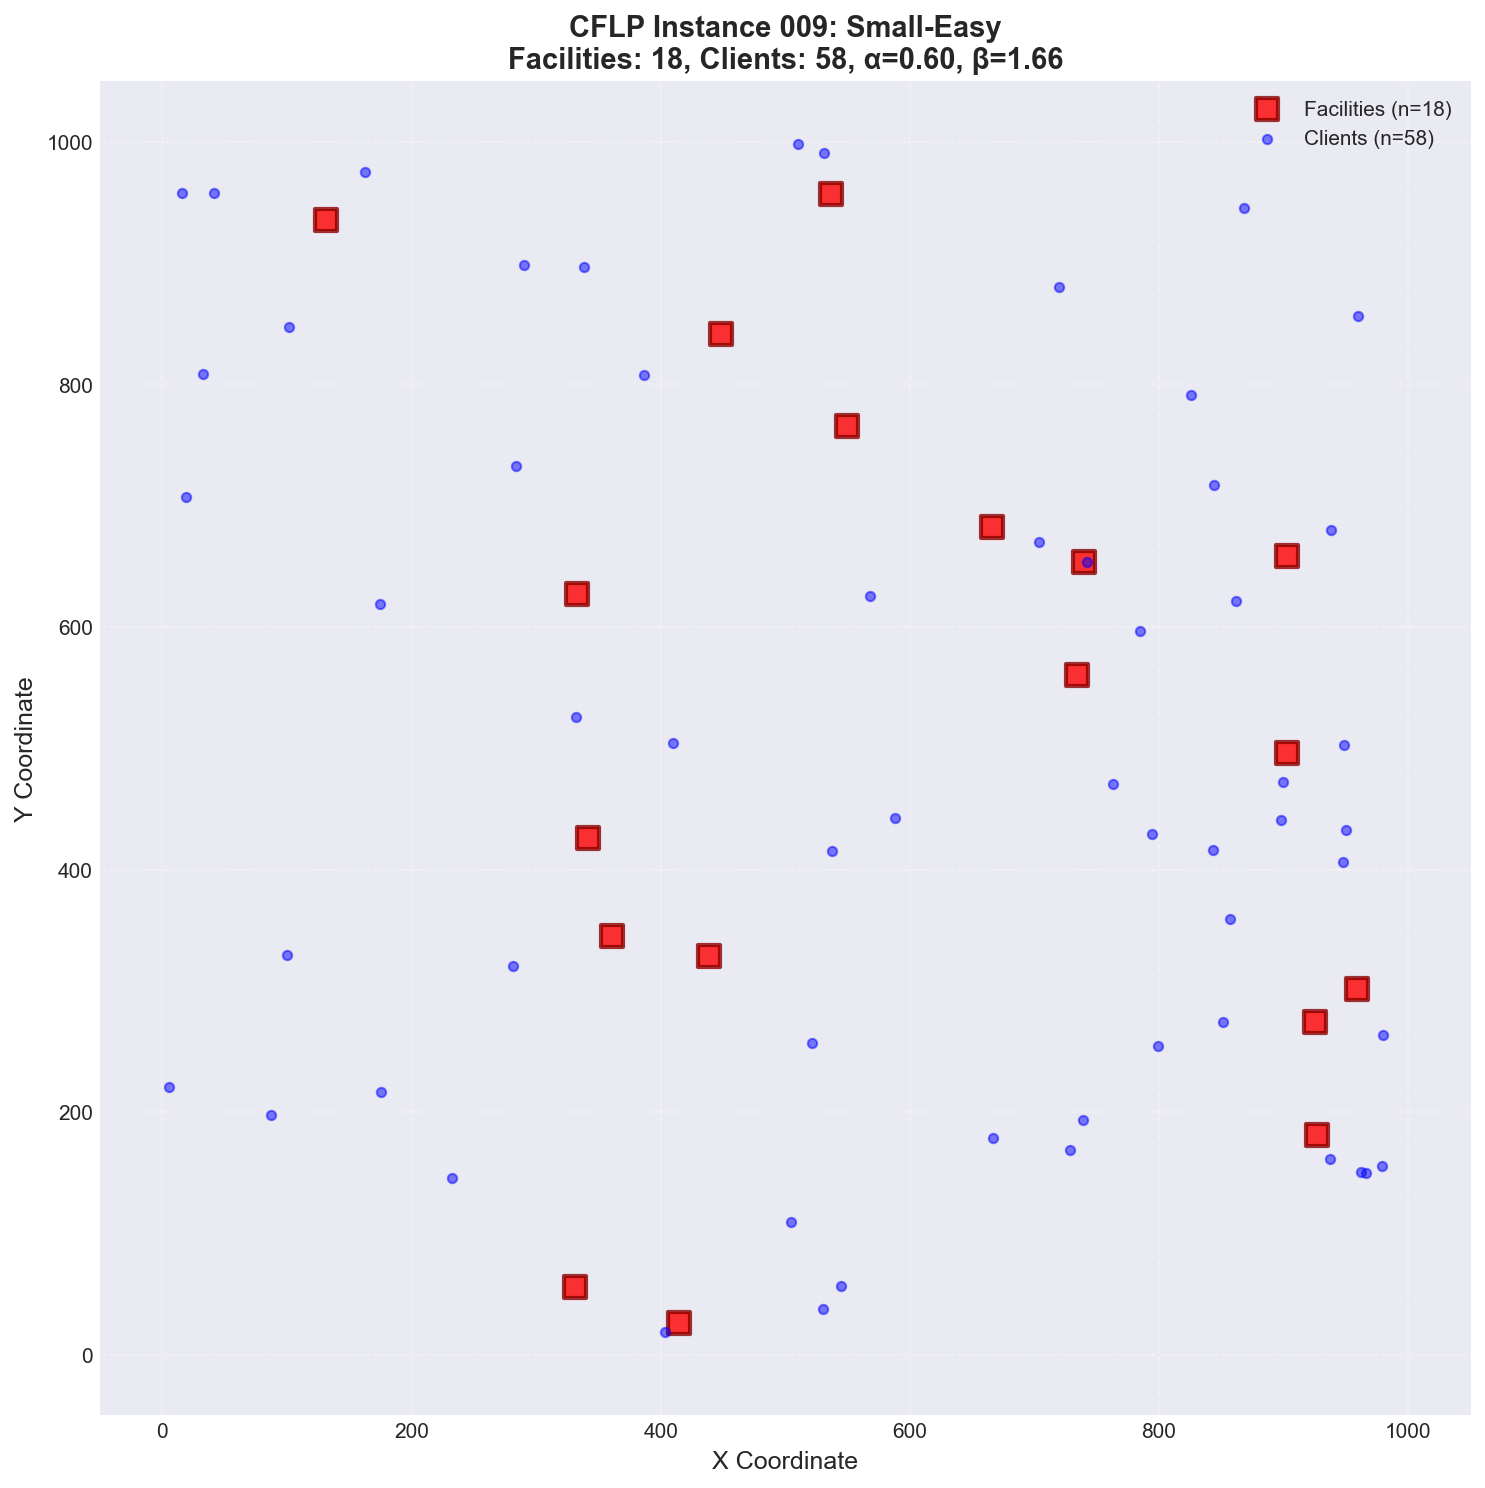 CFLP Instance 009: Small-Easy
Facilities: 18, Clients: 58, α=0.60, β=1.66
Facilities (n=18)
Clients (n=58)
1000
800
600
400
200
0
Y Coordinate
0 200 400 600 800 1000
X Coordinate